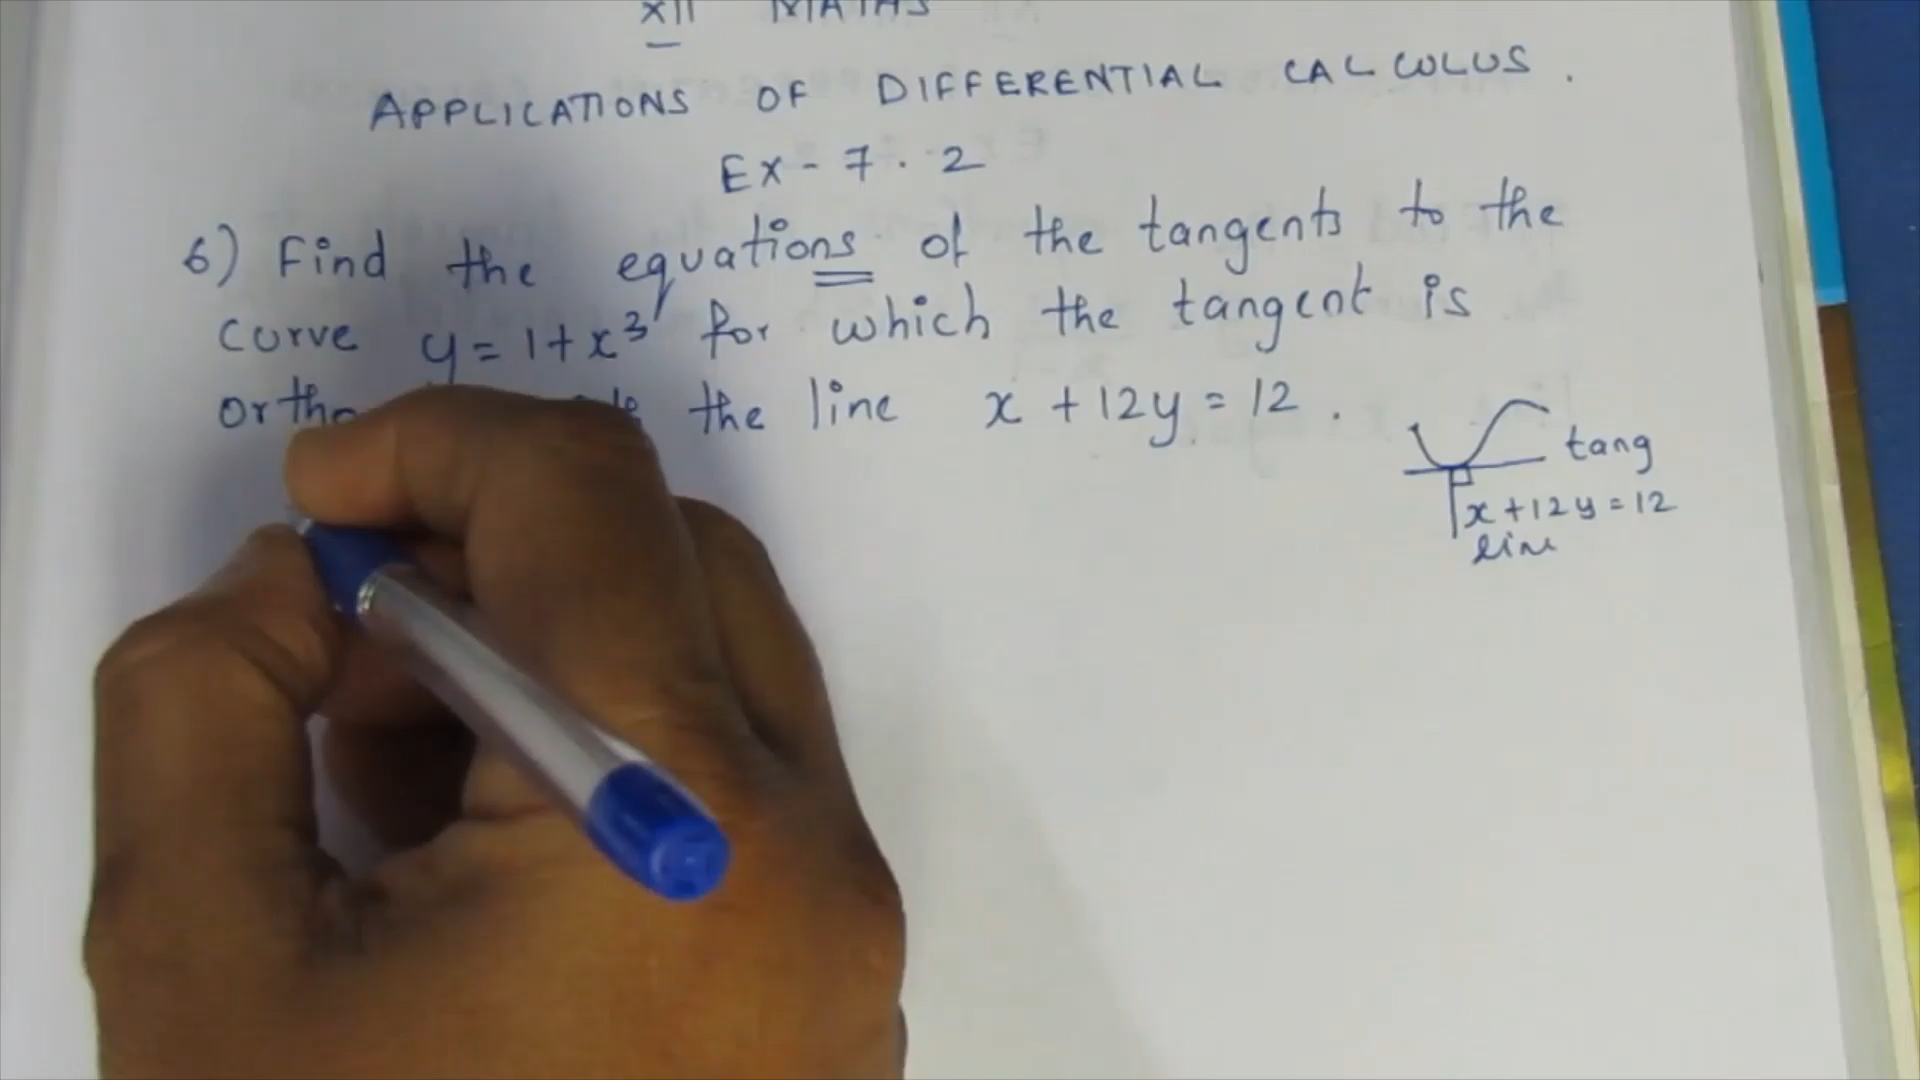 XII MATHS
APPLICATIONS OF DIFFERENTIAL CALCULUS.
Ex - 7.2
6) Find the equations of the tangents to the
curve y = 1+x³ for which the tangent is
the line x + 12y = 12.
tang
x + 12y = 12
line